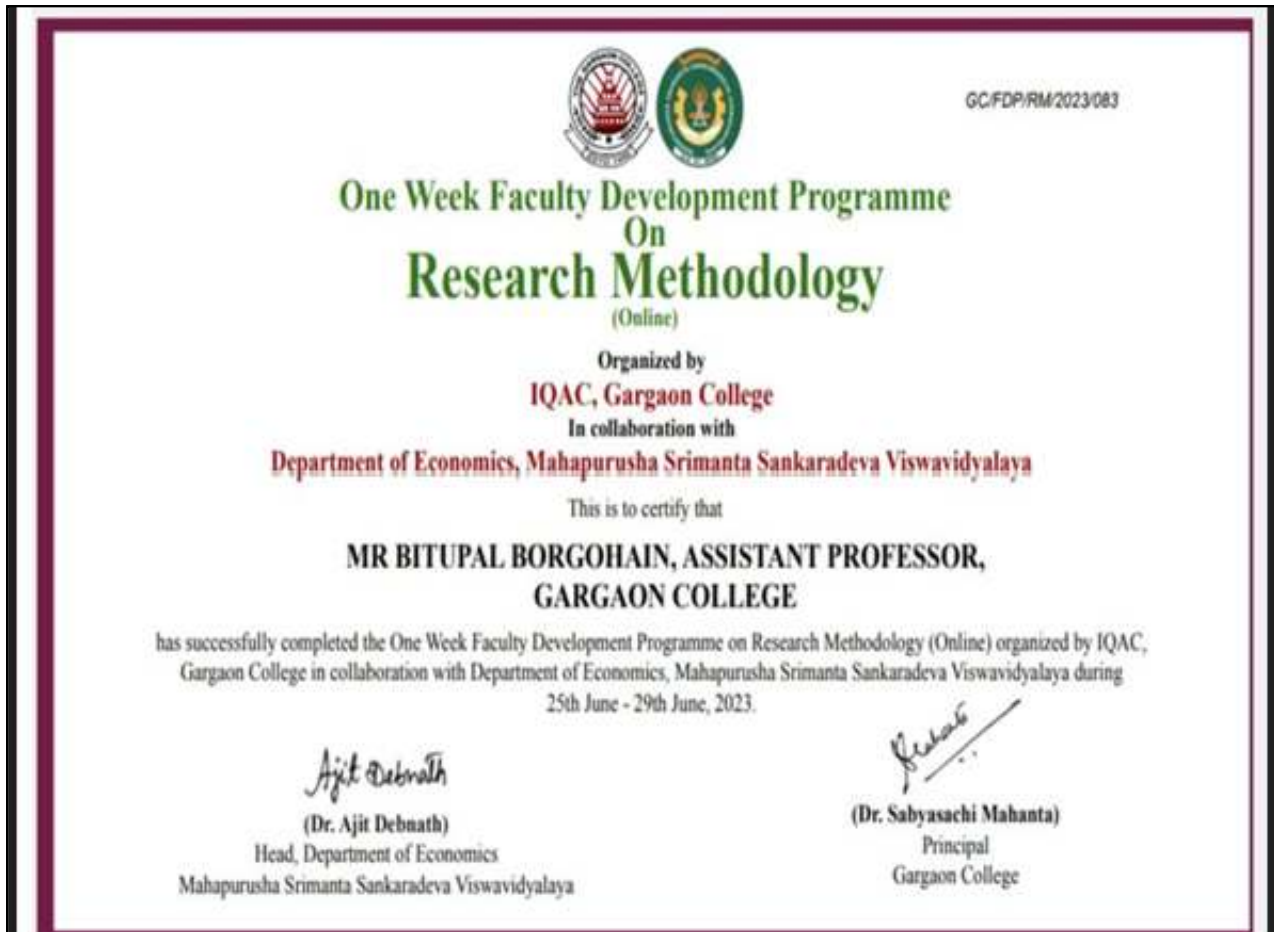 GC/FDP/RM/2023/083
One Week Faculty Development Programme
On
Research Methodology
(Online)
Organized by
IQAC, Gargaon College
In collaboration with
Department of Economics, Mahapurusha Srimanta Sankaradeva Viswavidyalaya
This is to certify that
MR BITUPAL BORGOHAIN, ASSISTANT PROFESSOR,
GARGAON COLLEGE
has successfully completed the One Week Faculty Development Programme on Research Methodology (Online) organized by IQAC,
Gargaon College in collaboration with Department of Economics, Mahapurusha Srimanta Sankaradeva Viswavidyalaya during
25th June - 29th June, 2023.
Ajit Debnath
(Dr. Ajit Debnath)
Head, Department of Economics
Mahapurusha Srimanta Sankaradeva Viswavidyalaya
(Dr. Sabyasachi Mahanta)
Principal
Gargaon College